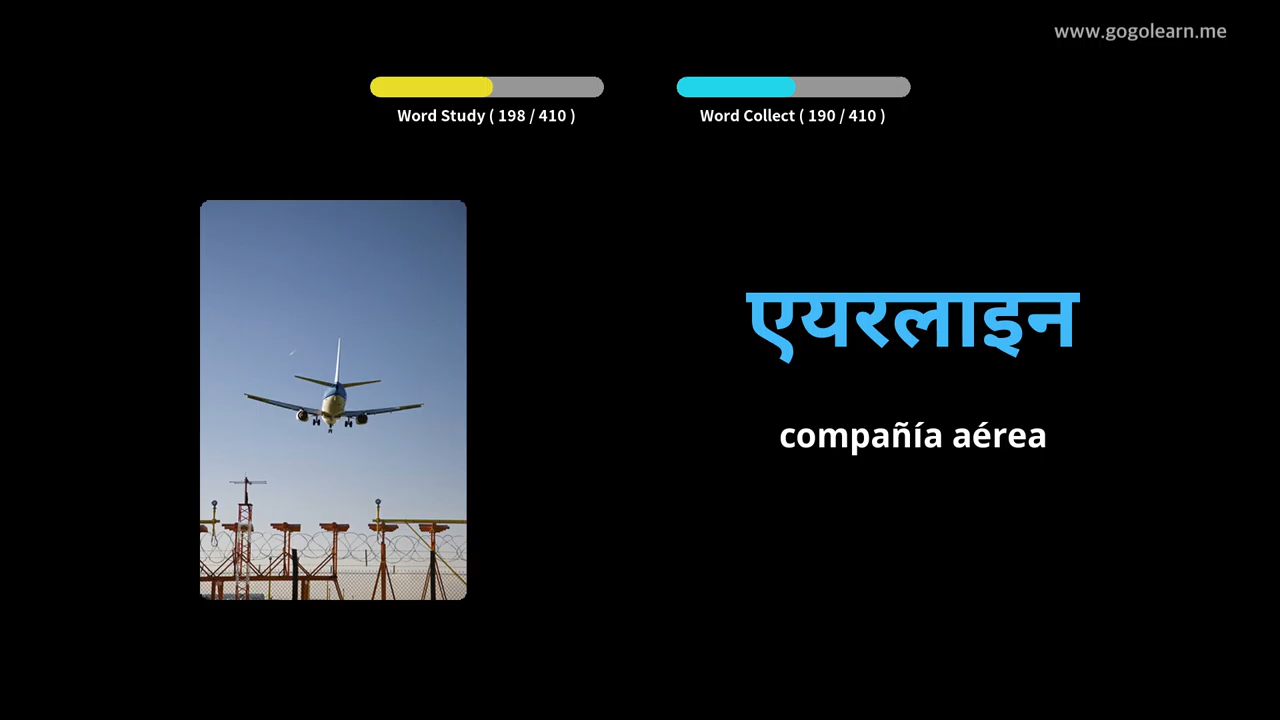 www.gogolearn.me
Word Study ( 198 / 410 )
Word Collect ( 190 / 410 )
एयरलाइन
compañía aérea